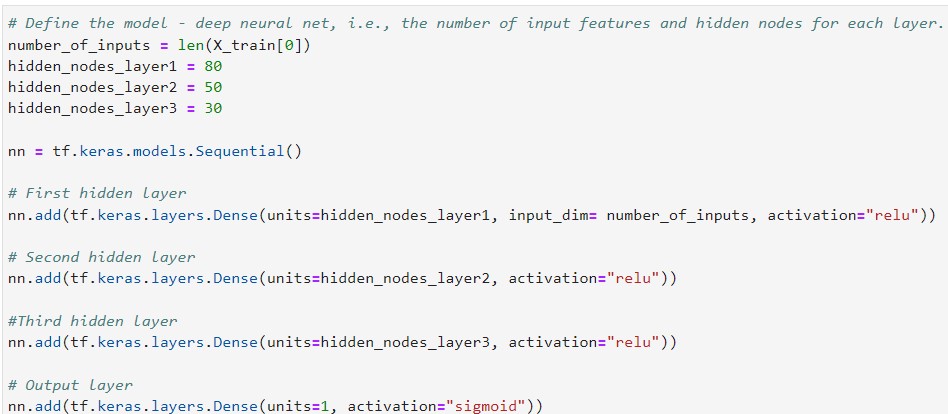 # Define the model - deep neural net, i.e., the number of input features and hidden nodes for each layer.
number_of_inputs = len(X_train[0])
hidden_nodes_layer1 = 80
hidden_nodes_layer2 = 50
hidden_nodes_layer3 = 30
nn = tf.keras.models.Sequential()
# First hidden layer
nn.add(tf.keras.layers.Dense(units=hidden_nodes_layer1, input_dim= number_of_inputs, activation="relu"))
# Second hidden layer
nn.add(tf.keras.layers.Dense(units=hidden_nodes_layer2, activation="relu"))
#Third hidden layer
nn.add(tf.keras.layers.Dense(units=hidden_nodes_layer3, activation="relu"))
# Output layer
nn.add(tf.keras.layers.Dense(units=1, activation="sigmoid"))